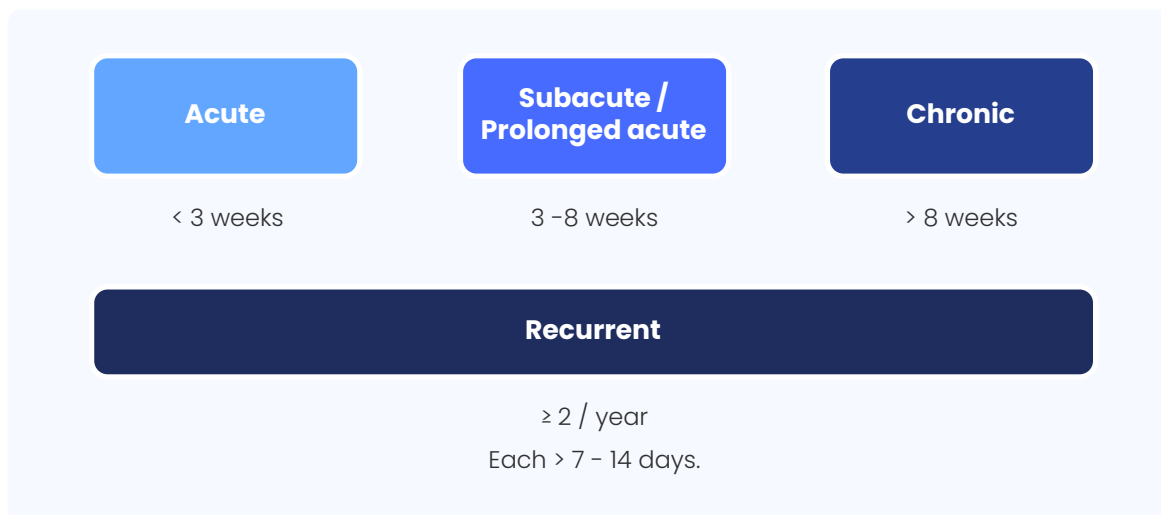 Acute
Subacute /
Prolonged acute
Chronic
< 3 weeks
3 -8 weeks
> 8 weeks
Recurrent
≥ 2 / year
Each > 7 - 14 days.